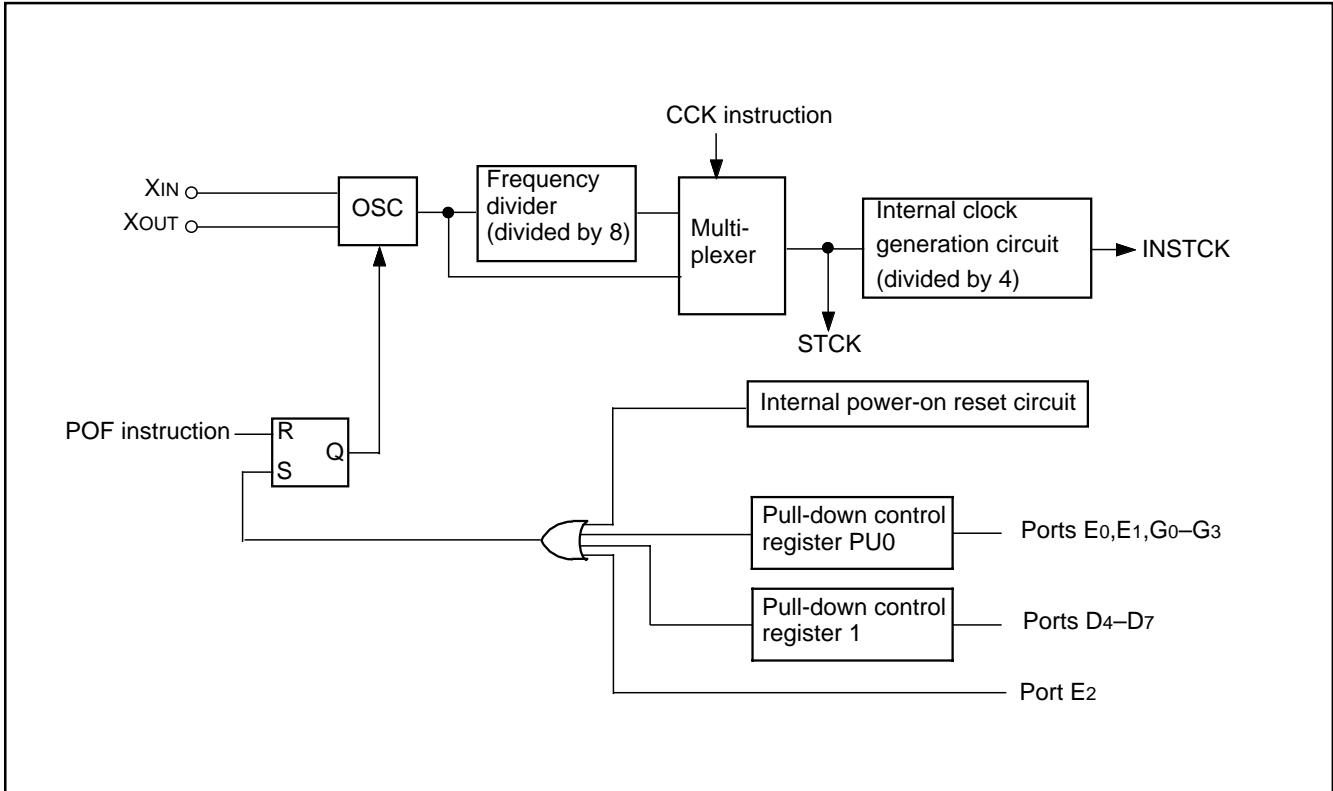 CCK instruction
XIN
XOUT
OSC
Frequency
divider
(divided by 8)
Multi-
plexer
Internal clock
generation circuit
(divided by 4)
INSTCK
STCK
Internal power-on reset circuit
POF instruction
R
S
Q
Pull-down control
register PU0
Ports E0,E1,G0–G3
Pull-down control
register 1
Ports D4–D7
Port E2